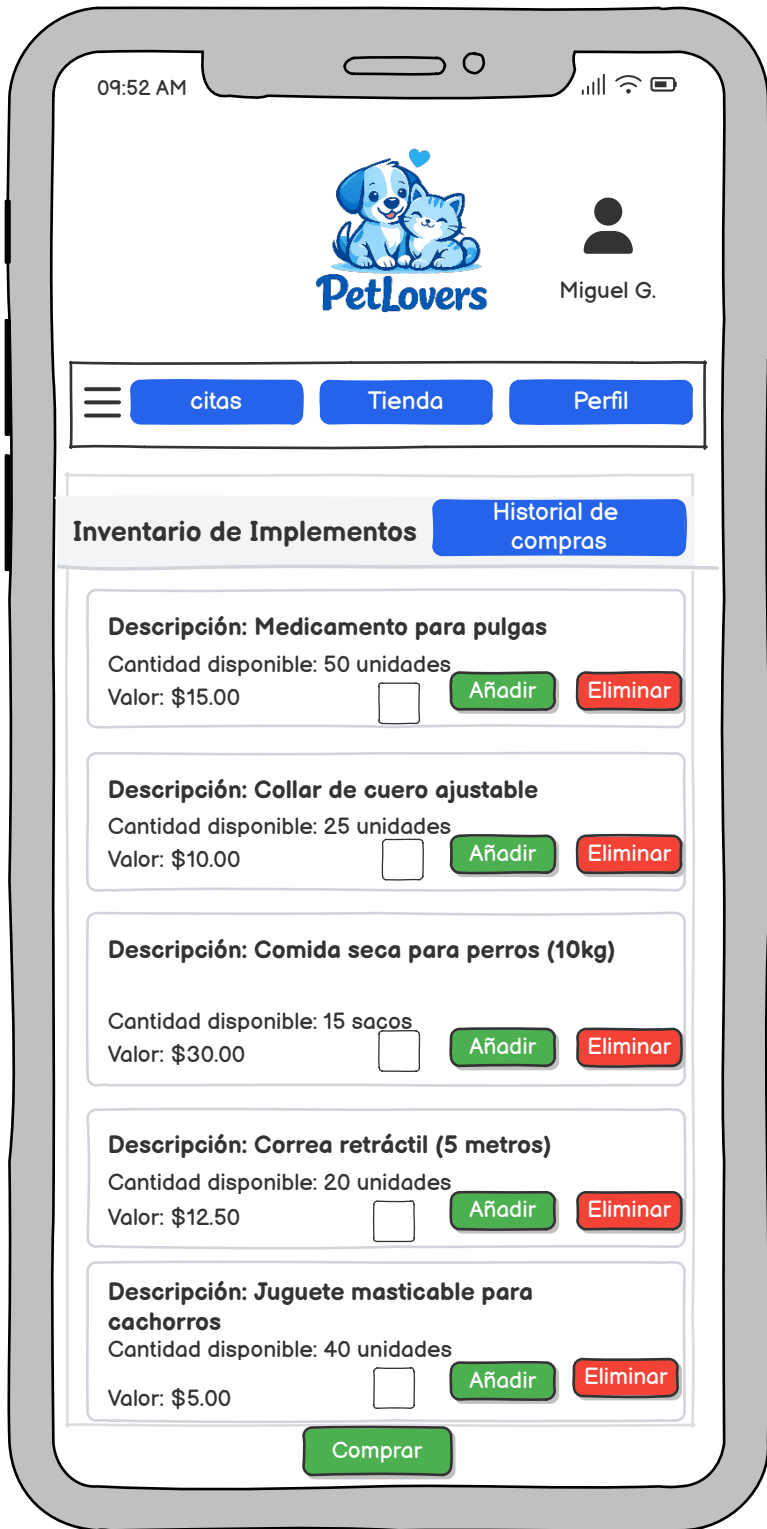 09:52 AM
PetLovers
Miguel G.
citas
Tienda
Perfil
Inventario de Implementos
Historial de
compras
Descripción: Medicamento para pulgas
Cantidad disponible: 50 unidades
Valor: $15.00
Añadir
Eliminar
Descripción: Collar de cuero ajustable
Cantidad disponible: 25 unidades
Valor: $10.00
Añadir
Eliminar
Descripción: Comida seca para perros (10kg)
Cantidad disponible: 15 sacos
Valor: $30.00
Añadir
Eliminar
Descripción: Correa retráctil (5 metros)
Cantidad disponible: 20 unidades
Valor: $12.50
Añadir
Eliminar
Descripción: Juguete masticable para
cachorros
Cantidad disponible: 40 unidades
Valor: $5.00
Añadir
Eliminar
Comprar